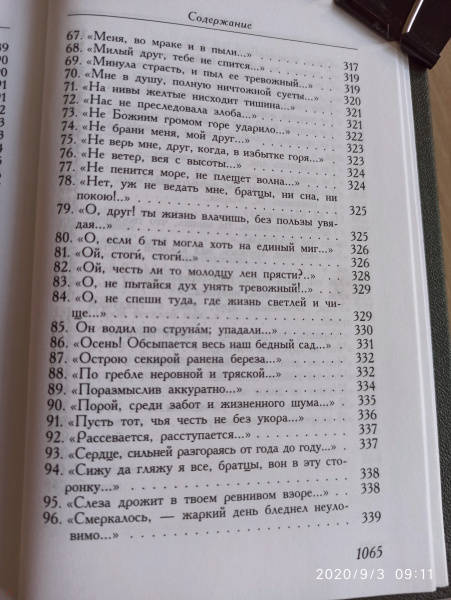 Содержание
67. «Меня, во мраке и в пыли...» 317
68. «Милый друг, тебе не спится...» 319
69. «Минула страсть, и пыл ее тревожный...» 319
70. «Мне в душу, полную ничтожной суеты...» 320
71. «На нивы желтые нисходит тишина...» 321
72. «Нас не преследовала злоба...» 321
73. «Не Божиим громом горе ударило...» 322
74. «Не брани меня, мой друг...» 323
75. «Не верь мне, друг, когда, в избытке горя...» 323
76. «Не ветер, вея с высоты...» 324
77. «Не пенится море, не плещет волна...» 324
78. «Нет, уж не ведать мне, братцы, ни сна, ни
покою!..» 325
79. «О, друг! ты жизнь влачишь, без пользы увя-
дая...» 325
80. «О, если б ты могла хоть на единый миг...» 326
81. «Ой, стоги, стоги...» 326
82. «Ой, честь ли то молодцу лен прясти?..» 328
83. «О, не пытайся дух унять тревожный!..» 329
84. «О, не спеши туда, где жизнь светлей и чи-
ще...» 329
85. Он водил по струнам; упадали...» 330
86. «Осень! Обсыпается весь наш бедный сад...» 331
87. «Острою секирой ранена береза...» 332
88. «По гребле неровной и тряской...» 332
89. «Поразмыслив аккуратно...» 334
90. «Порой, среди забот и жизненного шума...» 335
91. «Пусть тот, чья честь не без укора...» 336
92. «Рассевается, расступается...» 337
93. «Сердце, сильней разгораясь от года до году...» 337
94. «Сижу да гляжу я все, братцы, вон в эту сто-
ронку...» 338
95. «Слеза дрожит в твоем ревнивом взоре...» 338
96. «Смеркалось, — жаркий день бледнел неуло-
вимо...» 339
1065
2020/9/3 09:11